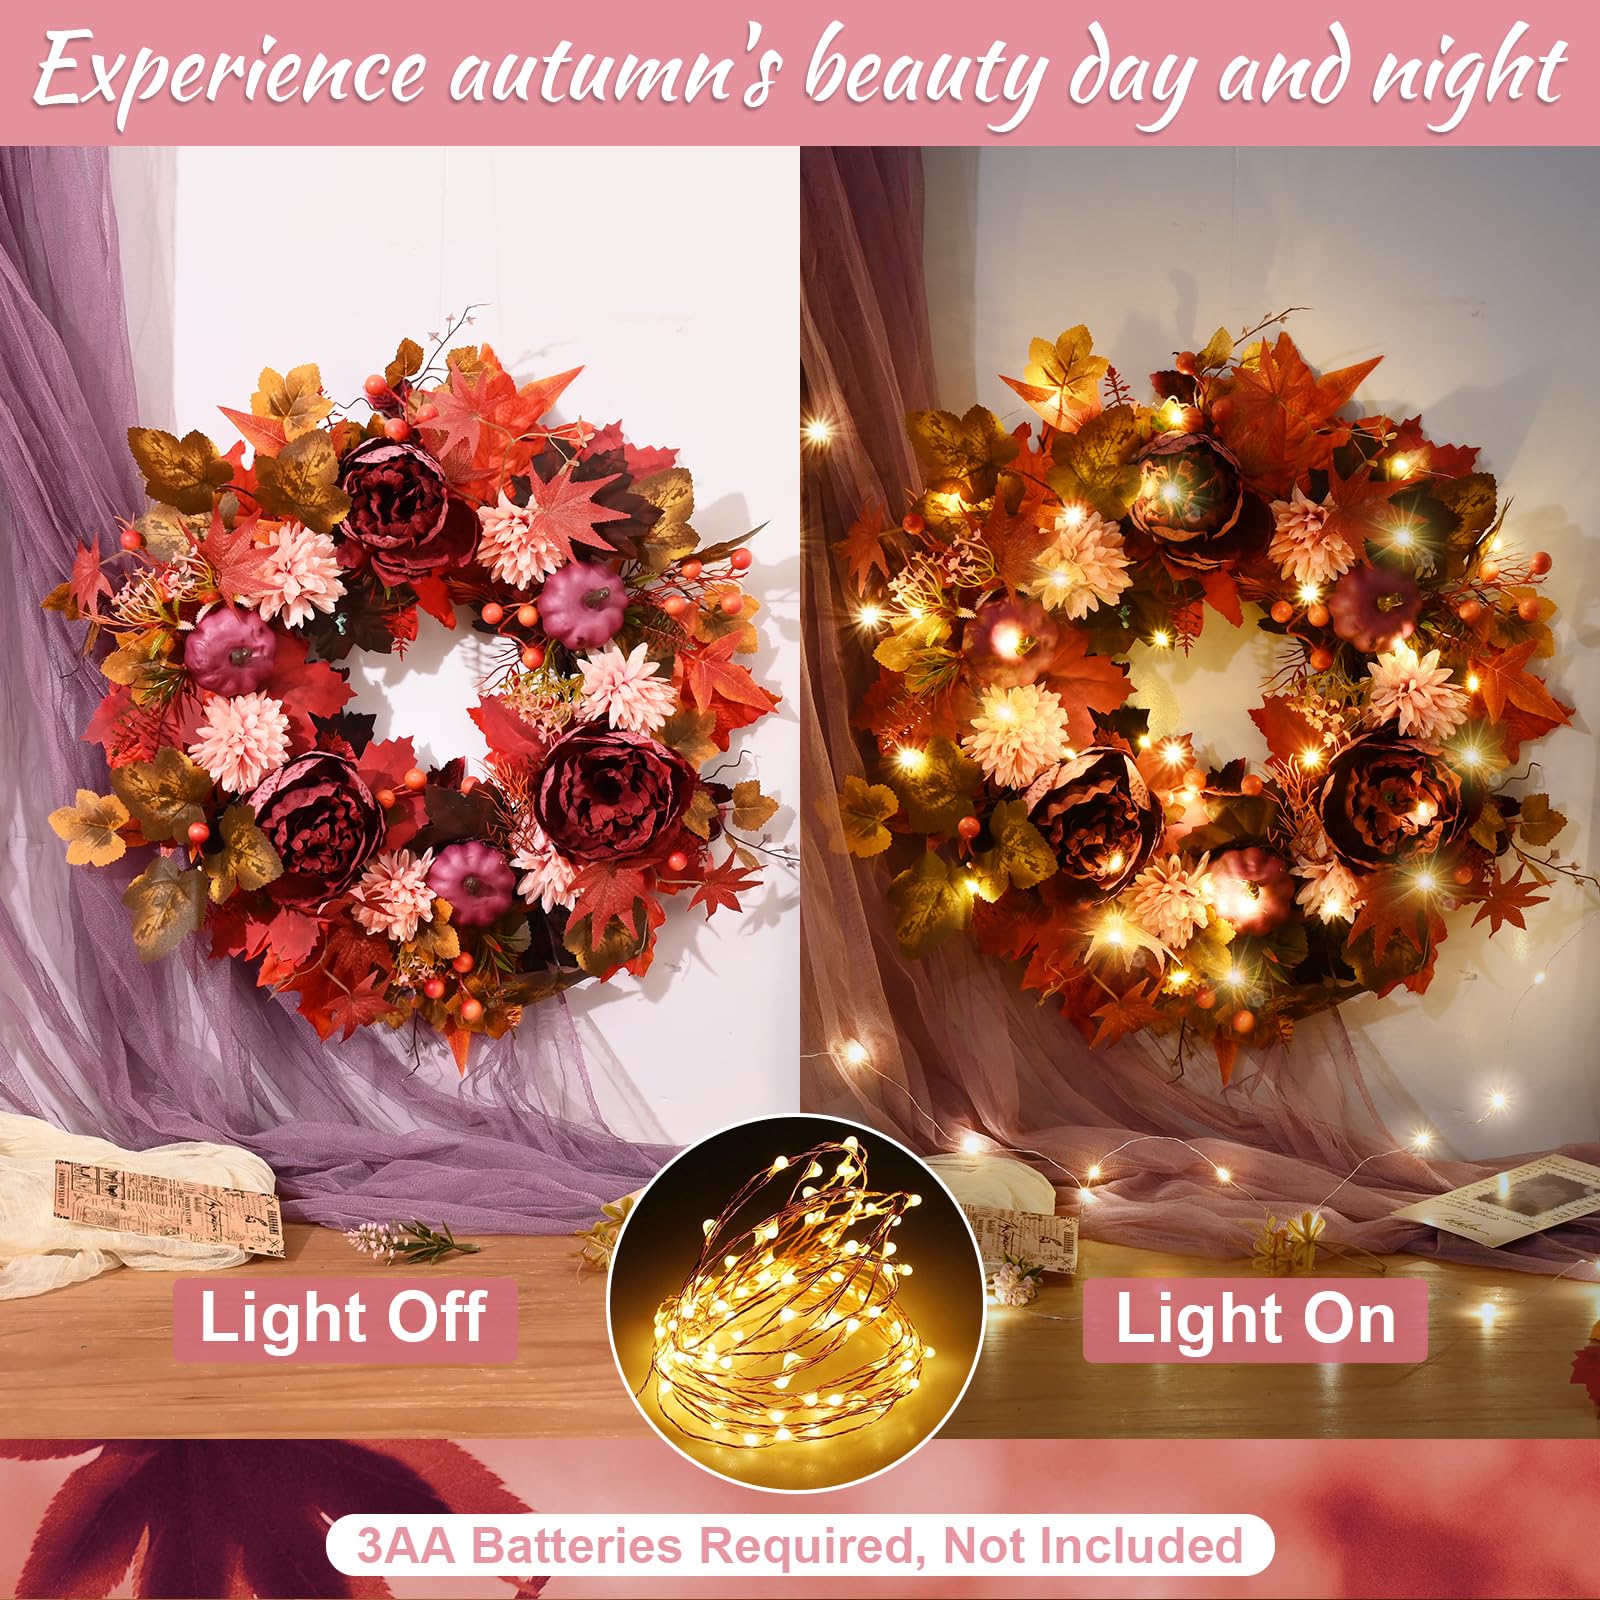 Experience autumn's beauty day and night
Light Off
Light On
3AA Batteries Required, Not Included